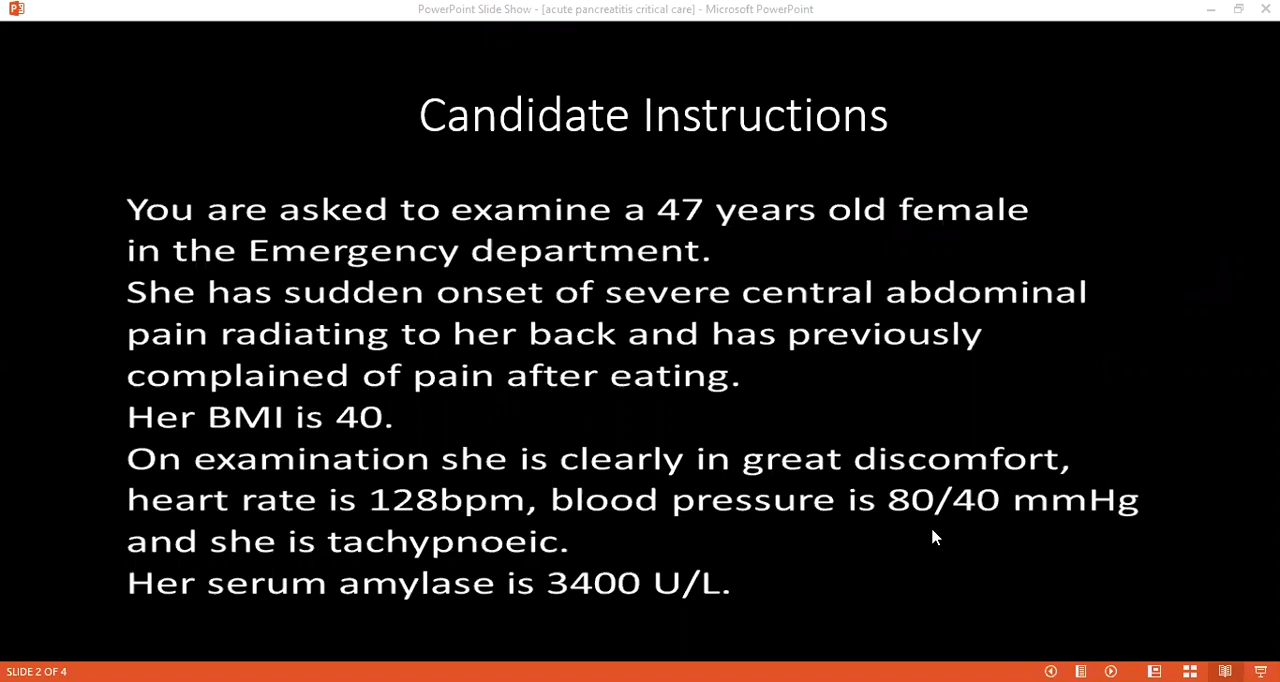 PowerPoint Slide Show - [acute pancreatitis critical care] - Microsoft PowerPoint
Candidate Instructions
You are asked to examine a 47 years old female
in the Emergency department.
She has sudden onset of severe central abdominal
pain radiating to her back and has previously
complained of pain after eating.
Her BMI is 40.
On examination she is clearly in great discomfort,
heart rate is 128bpm, blood pressure is 80/40 mmHg
and she is tachypnoeic.
Her serum amylase is 3400 U/L.
SLIDE 2 OF 4